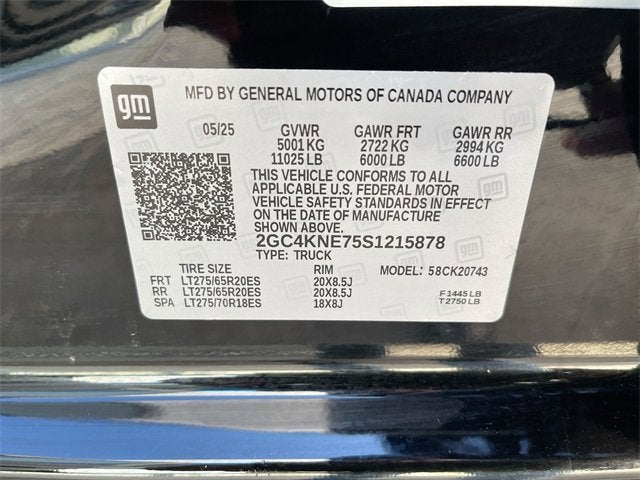 gm
MFD BY GENERAL MOTORS OF CANADA COMPANY
05/25 GVWR GAWR FRT GAWR RR
5001 KG 2722 KG 2994 KG
11025 LB 6000 LB 6600 LB
THIS VEHICLE CONFORMS TO ALL
APPLICABLE U.S. FEDERAL MOTOR
VEHICLE SAFETY STANDARDS IN EFFECT
ON THE DATE OF MANUFACTURE
SHOWN ABOVE.
2GC4KNE75S1215878
TYPE: TRUCK
TIRE SIZE RIM MODEL: 58CK20743
FRT LT275/65R20ES 20X8.5J
RR LT275/65R20ES 20X8.5J F 1445 LB
SPA LT275/70R18ES 18X8J T 2750 LB